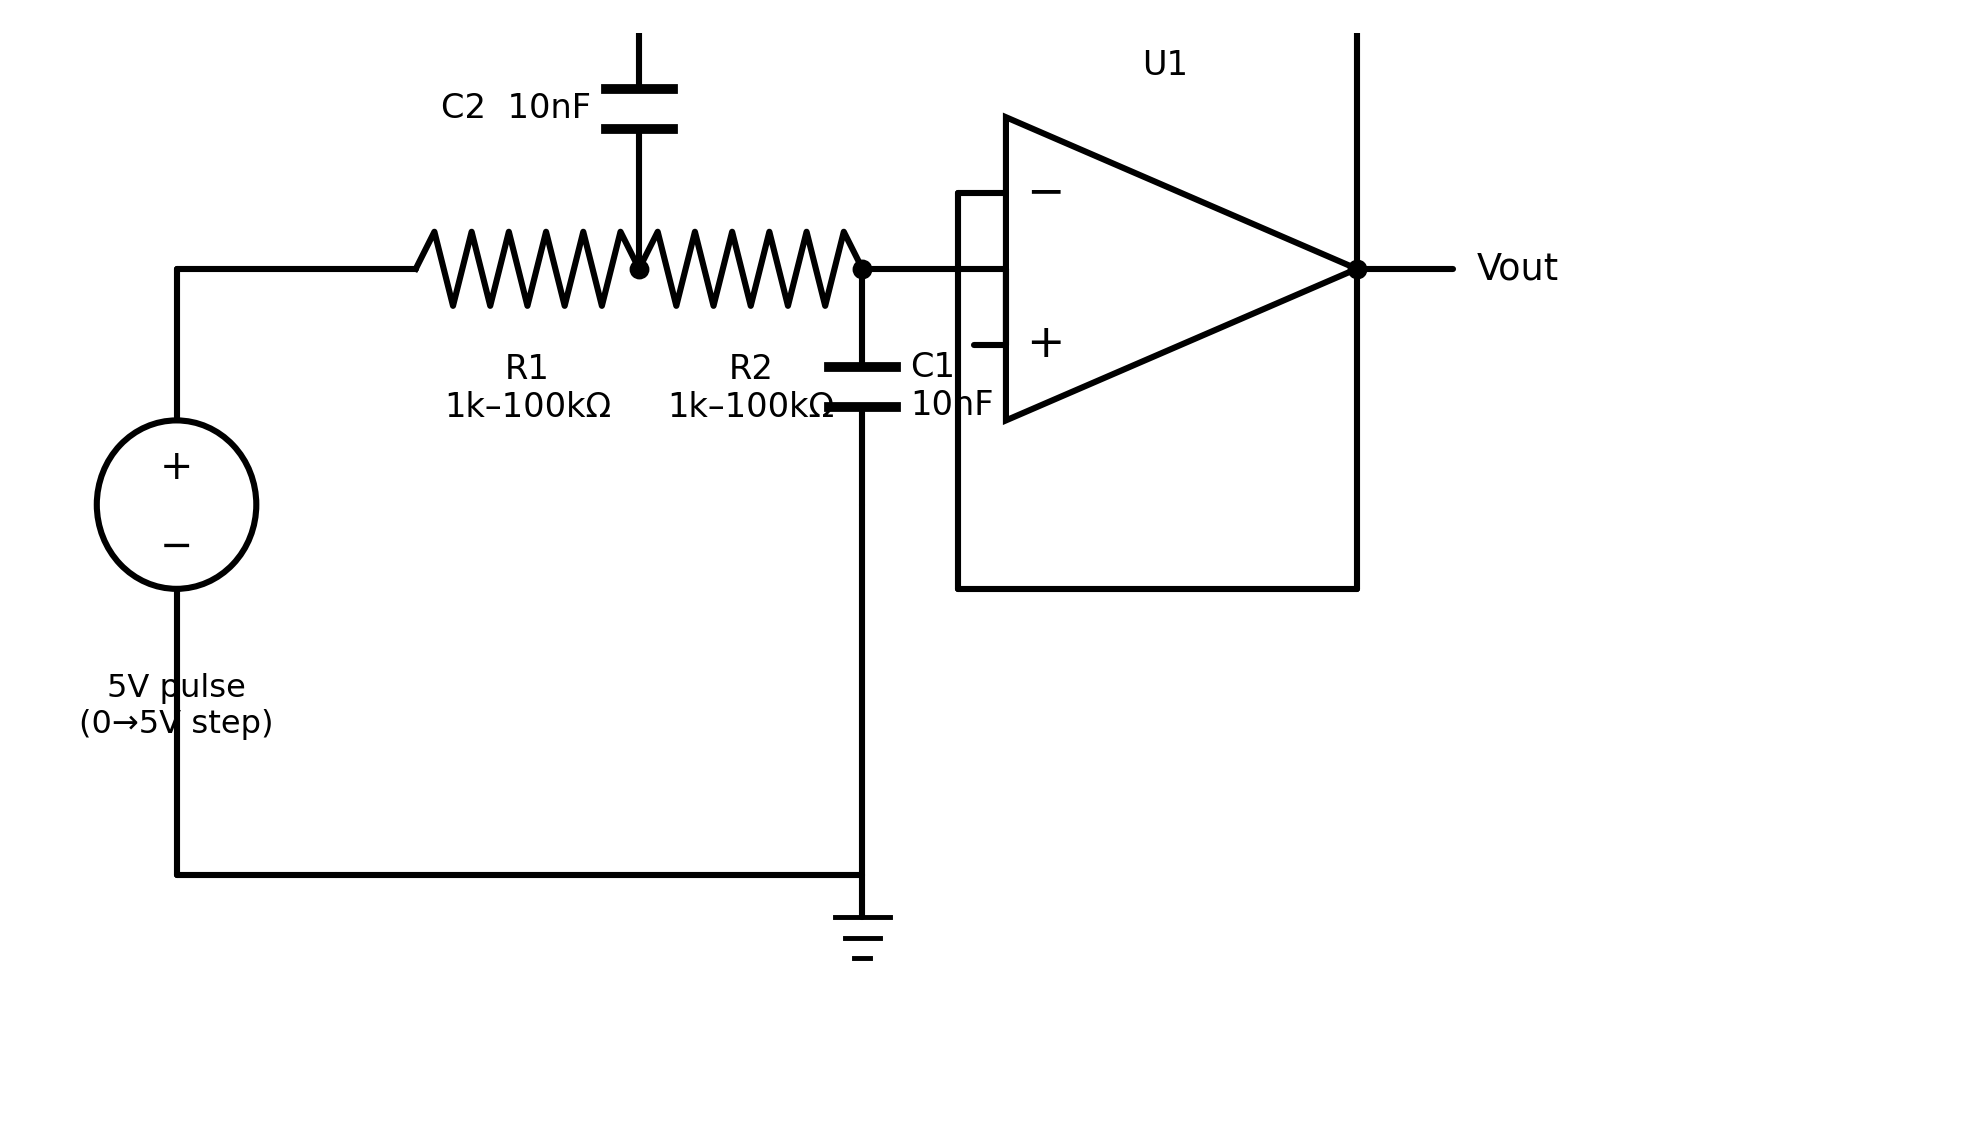 U1
C2  10nF
−
Vout
R1
1k–100kΩ
R2
1k–100kΩ
C1
10nF
+
+
−
5V pulse
(0→5V step)